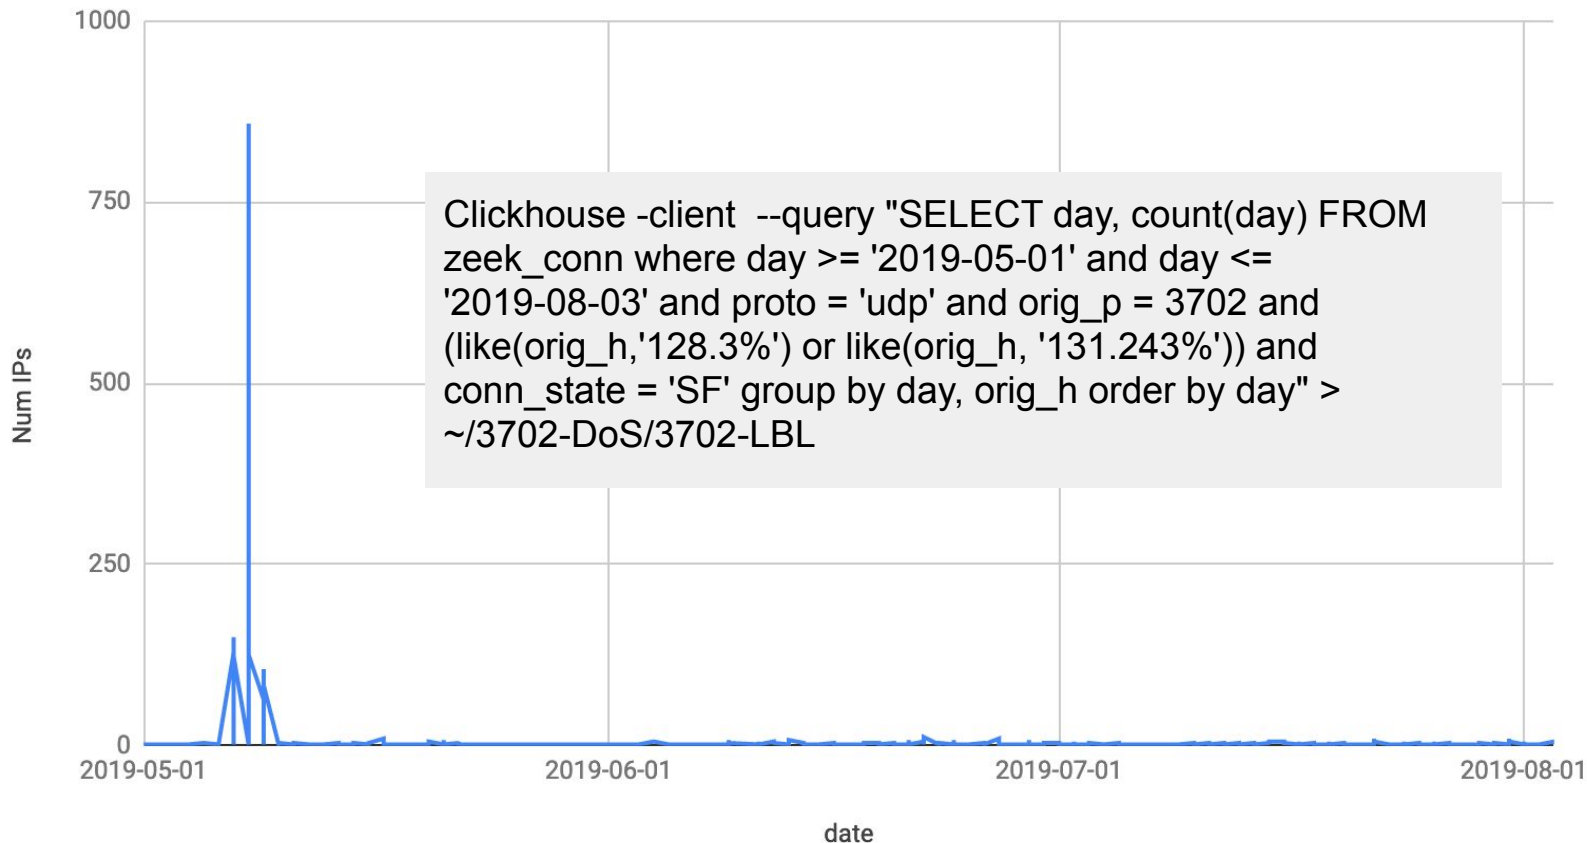 1000
750
500
250
0
Num IPs
Clickhouse -client  --query "SELECT day, count(day) FROM
zeek_conn where day >= '2019-05-01' and day <=
'2019-08-03' and proto = 'udp' and orig_p = 3702 and
(like(orig_h,'128.3%') or like(orig_h, '131.243%')) and
conn_state = 'SF' group by day, orig_h order by day" >
~/3702-DoS/3702-LBL
2019-05-01
2019-06-01
2019-07-01
2019-08-01
date